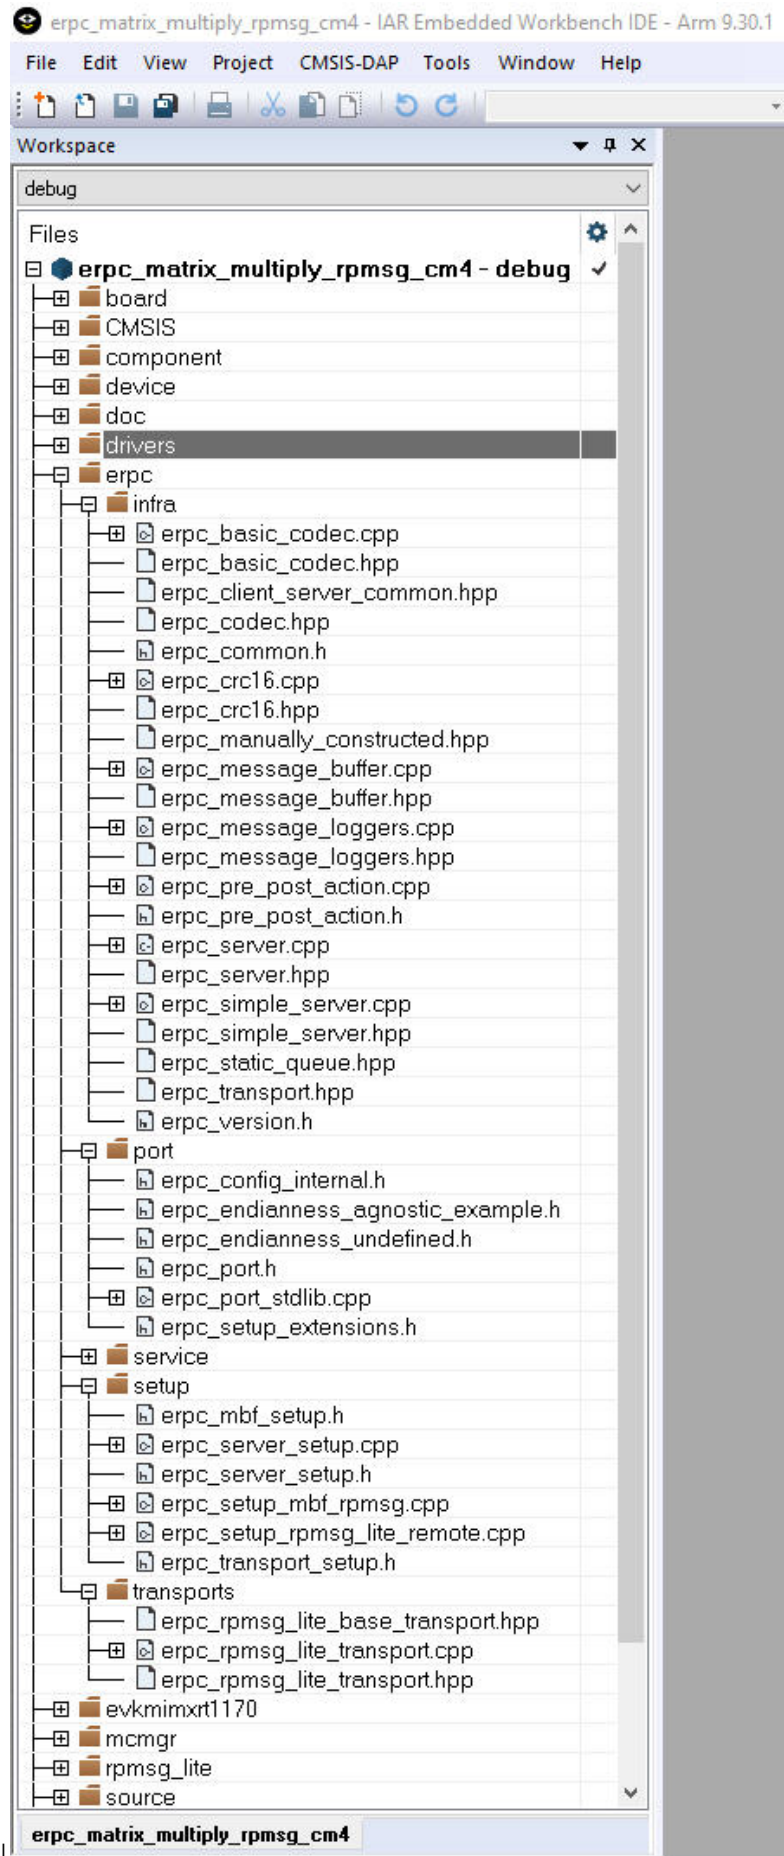 erpc_matrix_multiply_rpmsg_cm4 - IAR Embedded Workbench IDE - Arm 9.30.1
File Edit View Project CMSIS-DAP Tools Window Help
Workspace
debug
Files
erpc_matrix_multiply_rpmsg_cm4 - debug
board
CMSIS
component
device
doc
drivers
erpc
infra
erpc_basic_codec.cpp
erpc_basic_codec.hpp
erpc_client_server_common.hpp
erpc_codec.hpp
erpc_common.h
erpc_crc16.cpp
erpc_crc16.hpp
erpc_manually_constructed.hpp
erpc_message_buffer.cpp
erpc_message_buffer.hpp
erpc_message_loggers.cpp
erpc_message_loggers.hpp
erpc_pre_post_action.cpp
erpc_pre_post_action.h
erpc_server.cpp
erpc_server.hpp
erpc_simple_server.cpp
erpc_simple_server.hpp
erpc_static_queue.hpp
erpc_transport.hpp
erpc_version.h
port
erpc_config_internal.h
erpc_endianness_agnostic_example.h
erpc_endianness_undefined.h
erpc_port.h
erpc_port_stdlib.cpp
erpc_setup_extensions.h
service
setup
erpc_mbf_setup.h
erpc_server_setup.cpp
erpc_server_setup.h
erpc_setup_mbf_rpmsg.cpp
erpc_setup_rpmsg_lite_remote.cpp
erpc_transport_setup.h
transports
erpc_rpmsg_lite_base_transport.hpp
erpc_rpmsg_lite_transport.cpp
erpc_rpmsg_lite_transport.hpp
evkmimxrt1170
mcmgr
rpmsg_lite
source
erpc_matrix_multiply_rpmsg_cm4